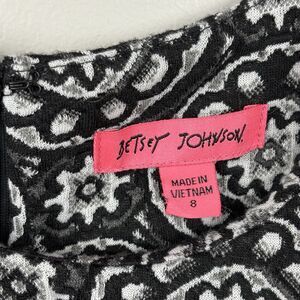 BETSEY JOHNSON.
MADE IN
VIETNAM
8